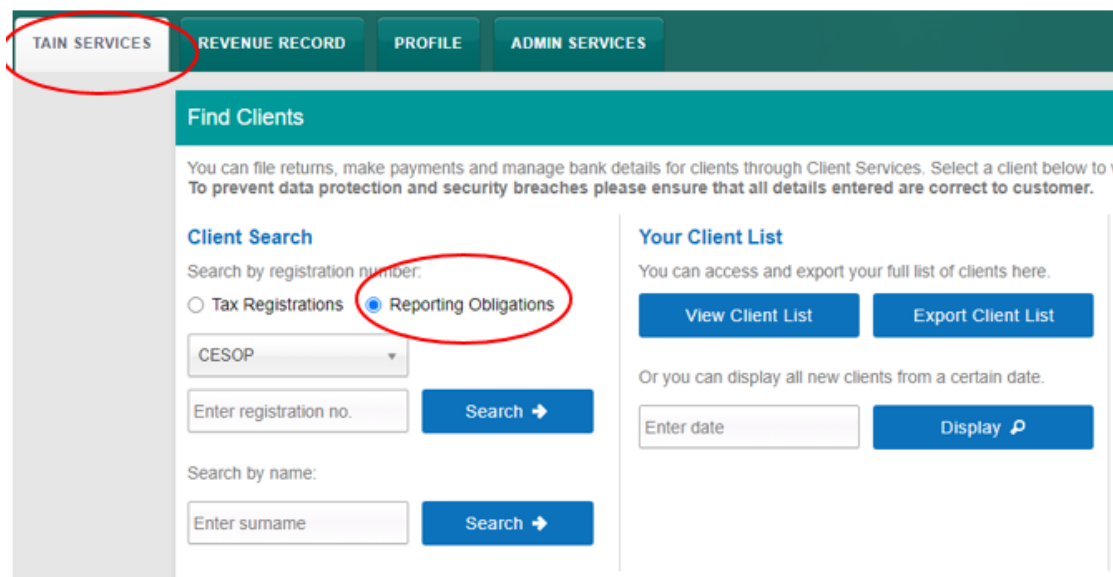 TAIN SERVICES
REVENUE RECORD
PROFILE
ADMIN SERVICES
Find Clients
You can file returns, make payments and manage bank details for clients through Client Services. Select a client below to
To prevent data protection and security breaches please ensure that all details entered are correct to customer.
Client Search
Search by registration number:
Tax Registrations
Reporting Obligations
CESOP
Enter registration no.
Search
Search by name:
Enter surname
Search
Your Client List
You can access and export your full list of clients here.
View Client List
Export Client List
Or you can display all new clients from a certain date.
Enter date
Display